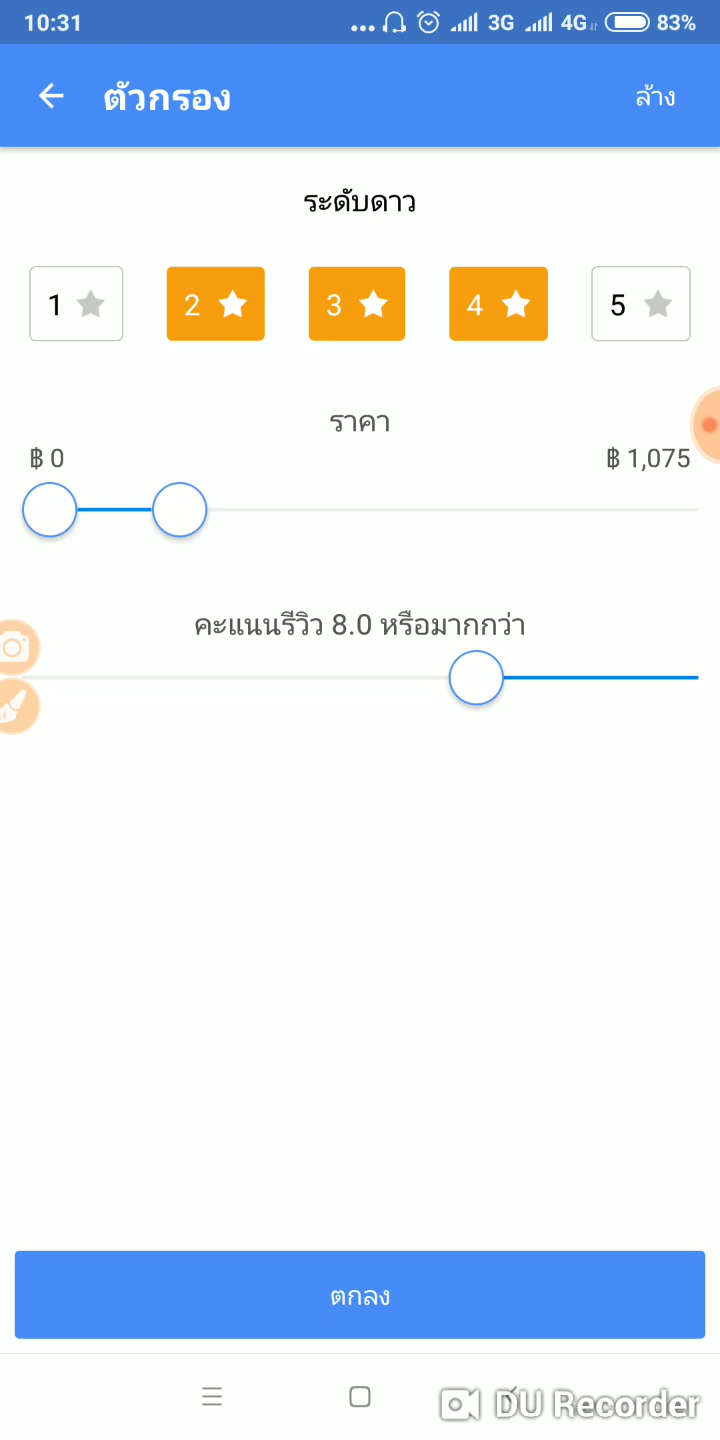 10:31 ... 3G 4G 83%
ตัวกรอง ล้าง
ระดับดาว
1 2 3 4 5
ราคา
฿ 0 ฿ 1,075
คะแนนรีวิว 8.0 หรือมากกว่า
ตกลง
DU Recorder